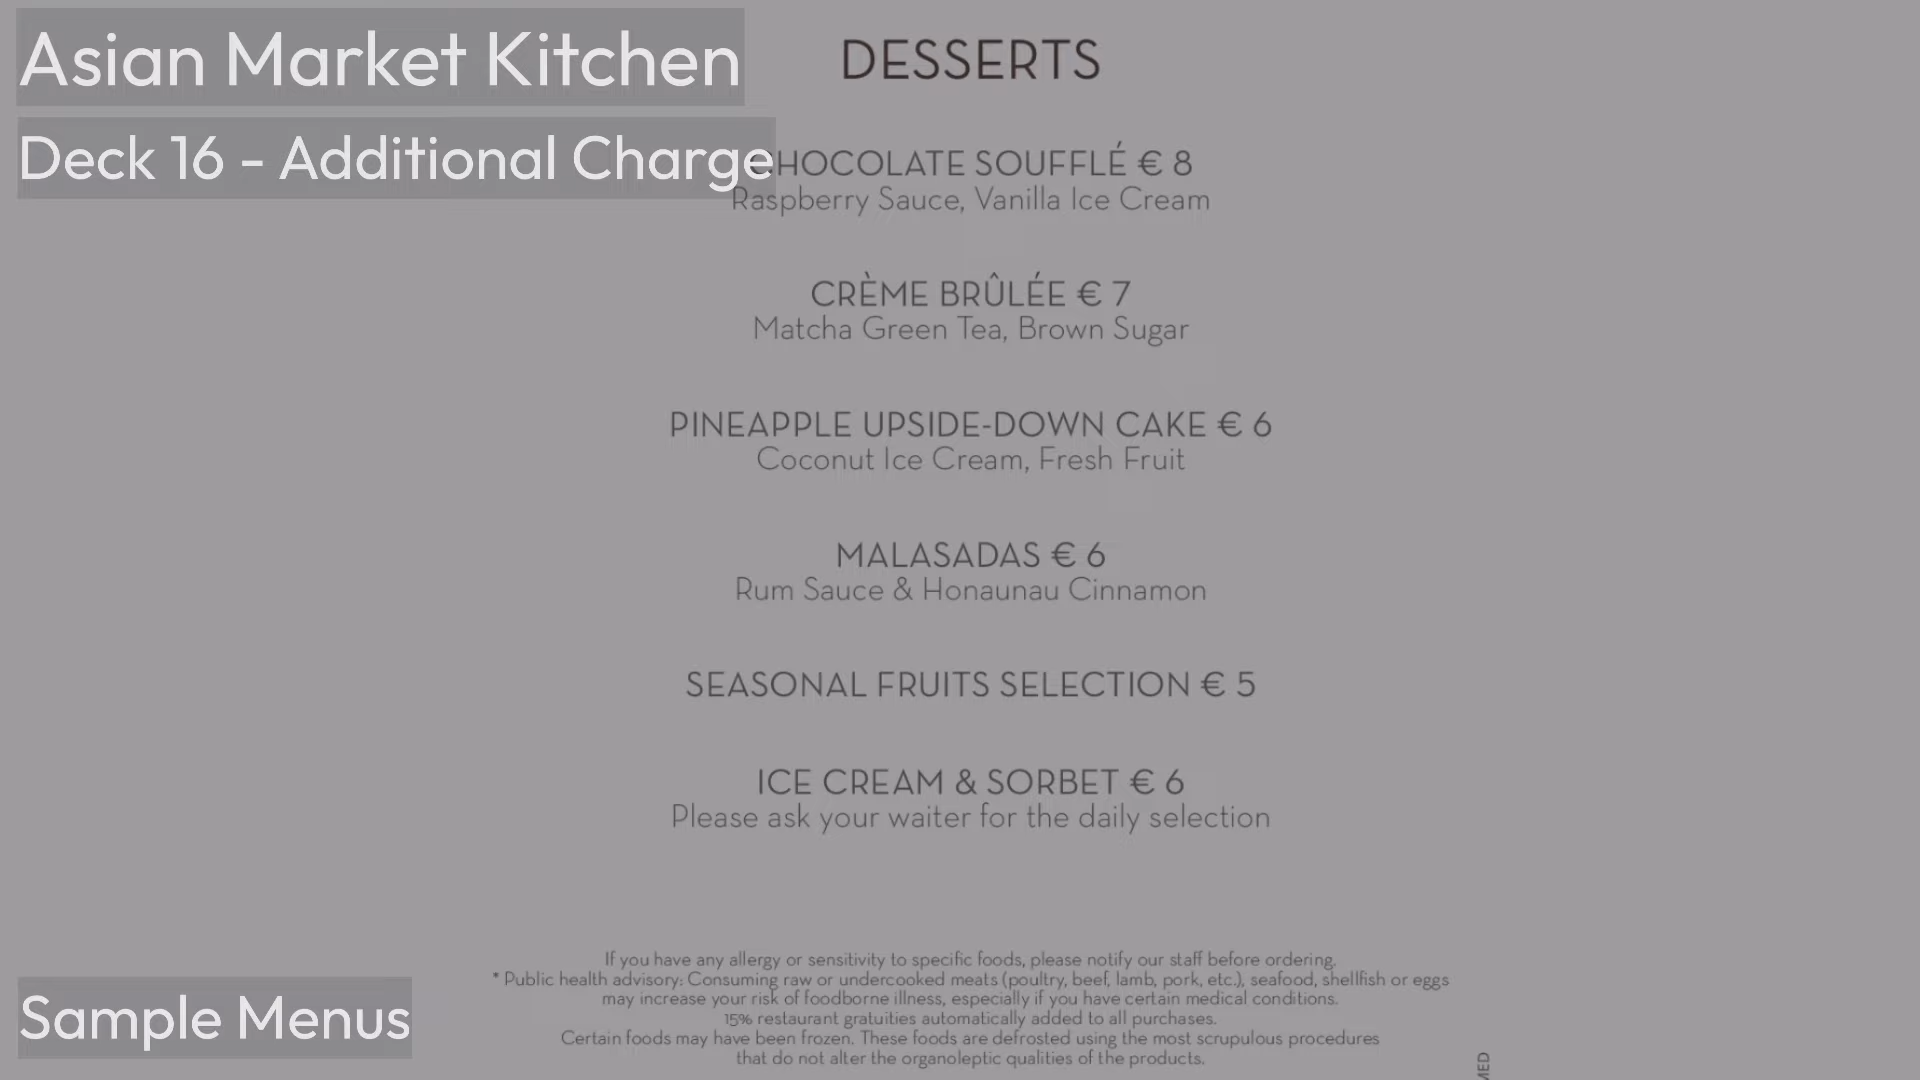 Asian Market Kitchen
Deck 16 - Additional Charge
DESSERTS
CHOCOLATE SOUFFLÉ € 8
Raspberry Sauce, Vanilla Ice Cream
CRÈME BRÛLÉE € 7
Matcha Green Tea, Brown Sugar
PINEAPPLE UPSIDE-DOWN CAKE € 6
Coconut Ice Cream, Fresh Fruit
MALASADAS € 6
Rum Sauce & Honaunau Cinnamon
SEASONAL FRUITS SELECTION € 5
ICE CREAM & SORBET € 6
Please ask your waiter for the daily selection
If you have any allergy or sensitivity to specific foods, please notify our staff before ordering.
* Public health advisory: Consuming raw or undercooked meats (poultry, beef, lamb, pork, etc.), seafood, shellfish or eggs
may increase your risk of foodborne illness, especially if you have certain medical conditions.
15% restaurant gratuities automatically added to all purchases.
Certain foods may have been frozen. These foods are defrosted using the most scrupulous procedures
that do not alter the organoleptic qualities of the products.
MED
Sample Menus